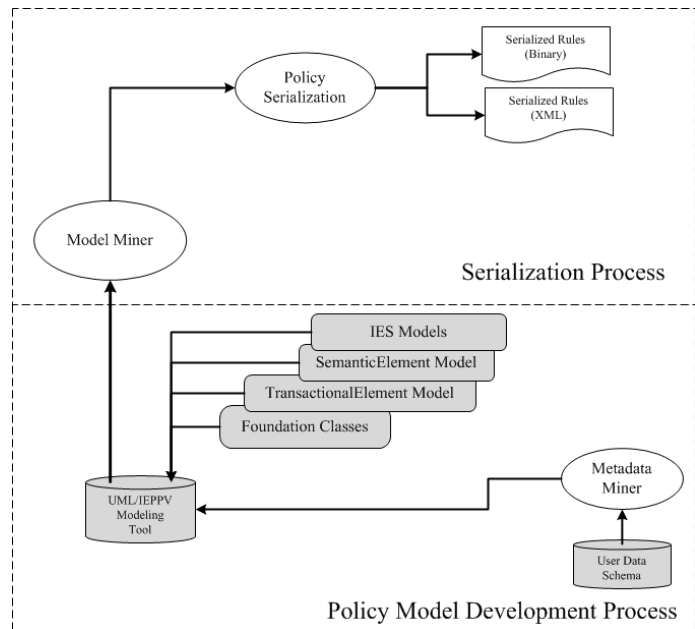 Serialized Rules
(Binary)
Policy
Serialization
Serialized Rules
(XML)
Model Miner
Serialization Process
IES Models
SemanticElement Model
TransactionalElement Model
Foundation Classes
Metadata
Miner
UML/IEPPV
Modeling
Tool
User Data
Schema
Policy Model Development Process